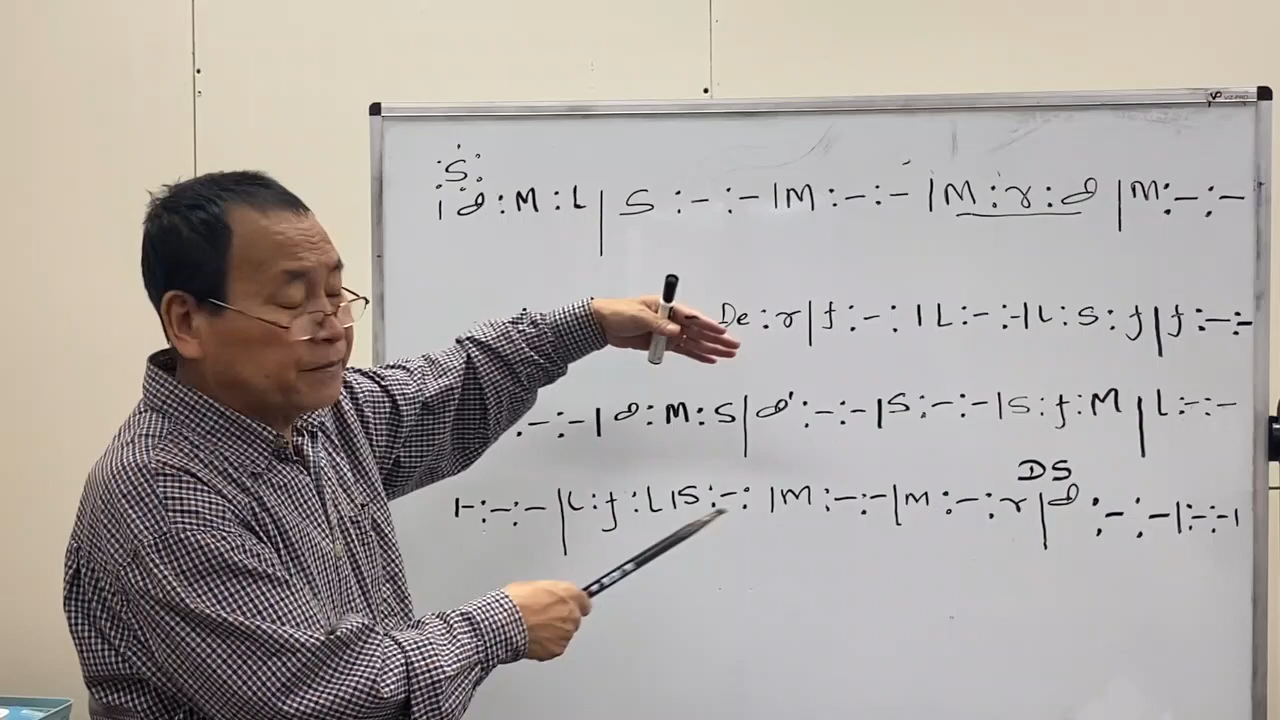 S
| d : M : L | S : - : - | M : - : - | M : r : d | M : - : -
De : r | f : - : | L : - : - | L : S : f | f : - : -
: - : - | d : M : S | d' : - : - | S : - : - | S : f : M | L : - : -
DS
|- : - : - | L : f : L | S : - : | M : - : - | M : - : r | d : - : - | - : - : - |